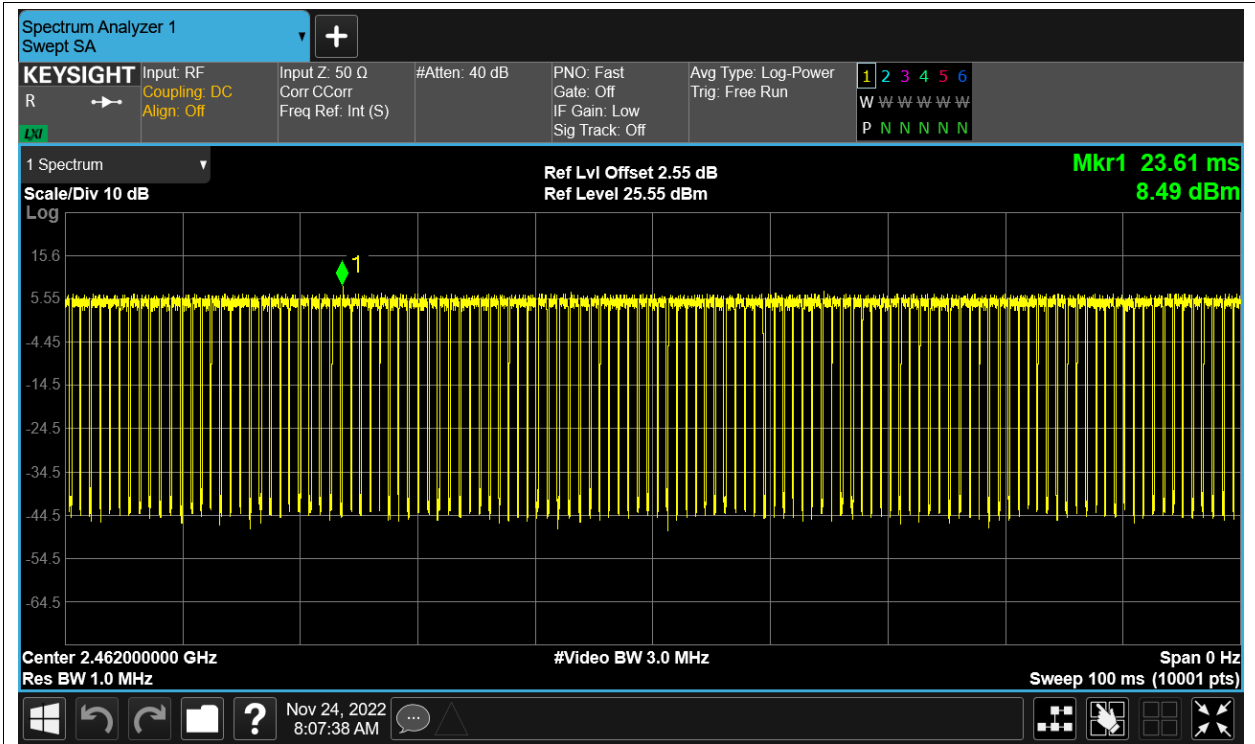 Spectrum Analyzer 1
Swept SA
+
KEYSIGHT
R
LXI
Input: RF
Coupling: DC
Align: Off
Input Z: 50 Ω
Corr CCorr
Freq Ref: Int (S)
#Atten: 40 dB
PNO: Fast
Gate: Off
IF Gain: Low
Sig Track: Off
Avg Type: Log-Power
Trig: Free Run
1 2 3 4 5 6
W W W W W W
P N N N N N
1 Spectrum
Scale/Div 10 dB
Log
Ref Lvl Offset 2.55 dB
Ref Level 25.55 dBm
Mkr1 23.61 ms
8.49 dBm
1
15.6
5.55
-4.45
-14.5
-24.5
-34.5
-44.5
-54.5
-64.5
Center 2.462000000 GHz
Res BW 1.0 MHz
#Video BW 3.0 MHz
Span 0 Hz
Sweep 100 ms (10001 pts)
?
Nov 24, 2022
8:07:38 AM